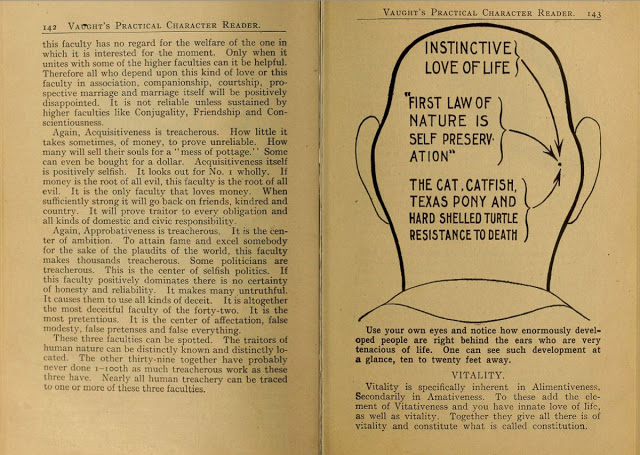 142 VAUGHT'S PRACTICAL CHARACTER READER.
this faculty has no regard for the welfare of the one in
which it is interested for the moment. Only when it
unites with some of the higher faculties can it be helpful.
Therefore all who depend upon this kind of love or this
faculty in association, companionship, courtship, pro-
spective marriage and marriage itself will be positively
disappointed. It is not reliable unless sustained by
higher faculties like Conjugality, Friendship and Con-
scientiousness.
Again, Acquisitiveness is treacherous. How little it
takes sometimes, of money, to prove unreliable. How
many will sell their souls for a "mess of pottage." Some
can even be bought for a dollar. Acquisitiveness itself
is positively selfish. It looks out for No. 1 wholly. If
money is the root of all evil, this faculty is the root of all
evil. It is the only faculty that loves money. When
sufficiently strong it will go back on friends, kindred and
country. It will prove traitor to every obligation and
all kinds of domestic and civic responsibility.
Again, Approbativeness is treacherous. It is the cen-
ter of ambition. To attain fame and excel somebody
for the sake of the plaudits of the world, this faculty
makes thousands treacherous. Some politicians are
treacherous. This is the center of selfish politics. If
this faculty positively dominates there is no certainty
of honesty and reliability. It makes many untruthful.
It causes them to use all kinds of deceit. It is altogether
the most deceitful faculty of the forty-two. It is the
most pretentious. It is the center of affectation, false
modesty, false pretenses and false everything.
These three faculties can be spotted. The traitors of
human nature can be distinctly known and distinctly lo-
cated. The other thirty-nine together have probably
never done 1-100th as much treacherous work as these
three have. Nearly all human treachery can be traced
to one or more of these three faculties.
VAUGHT'S PRACTICAL CHARACTER READER. 143
INSTINCTIVE
LOVE OF LIFE
"FIRST LAW OF
NATURE IS
SELF PRESERV-
ATION"
THE CAT, CATFISH,
TEXAS PONY AND
HARD SHELLED TURTLE
RESISTANCE TO DEATH
Use your own eyes and notice how enormously devel-
oped people are right behind the ears who are very
tenacious of life. One can see such development at
a glance, ten to twenty feet away.
VITALITY.
Vitality is specifically inherent in Alimentiveness,
Secondarily in Amativeness. To these add the ele-
ment of Vitativeness and you have innate love of life,
as well as vitality. Together they give all there is of
vitality and constitute what is called constitution.